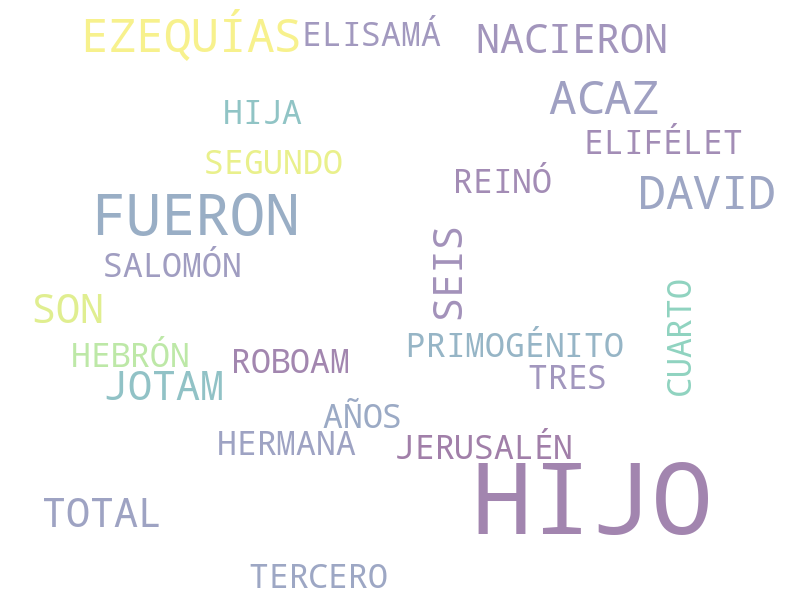 EZEQUÍAS
ELISAMÁ
NACIERON
ACAZ
HIJA
ELIFÉLET
SEGUNDO
REINÓ
DAVID
FUERON
SALOMÓN
SEIS
SON
CUARTO
PRIMOGÉNITO
HEBRÓN
ROBOAM
TRES
JOTAM
AÑOS
HERMANA
JERUSALÉN
HIJO
TOTAL
TERCERO